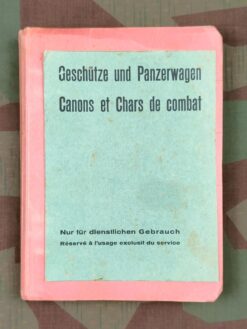 Geschütze und Panzerwagen
Canons et Chars de combat
Nur für dienstlichen Gebrauch
Réservé à l'usage exclusif du service